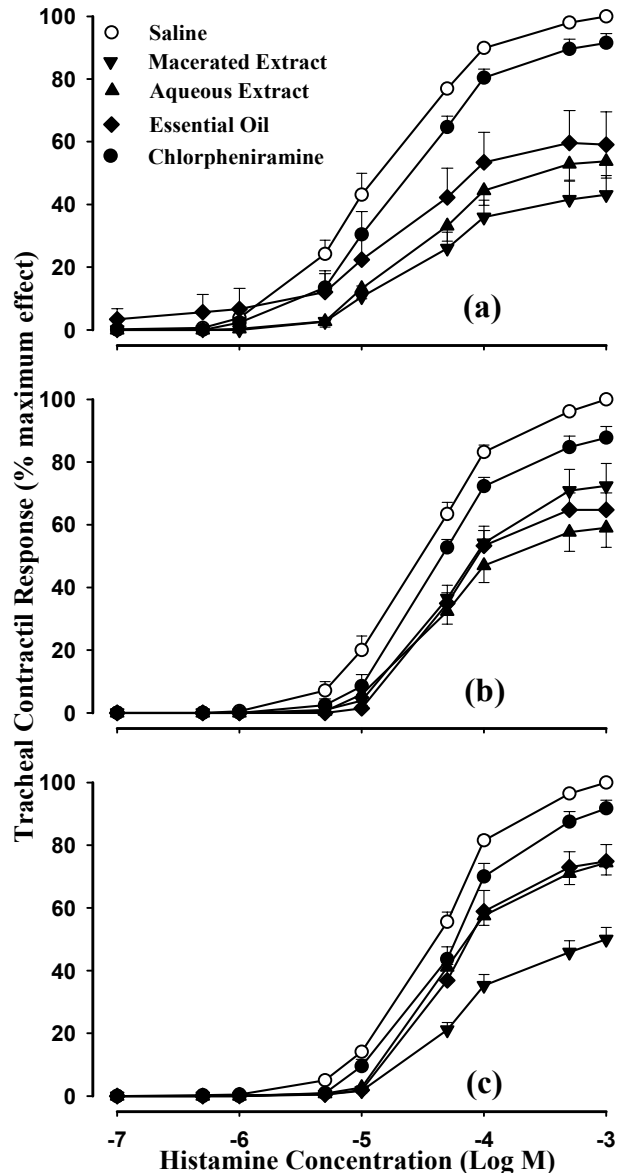 Tracheal Contractil Response (% maximum effect)
100
80
60
40
20
0
Saline
Macerated Extract
Aqueous Extract
Essential Oil
Chlorpheniramine
(a)
100
80
60
40
20
0
(b)
100
80
60
40
20
0
(c)
-7 -6 -5 -4 -3
Histamine Concentration (Log M)